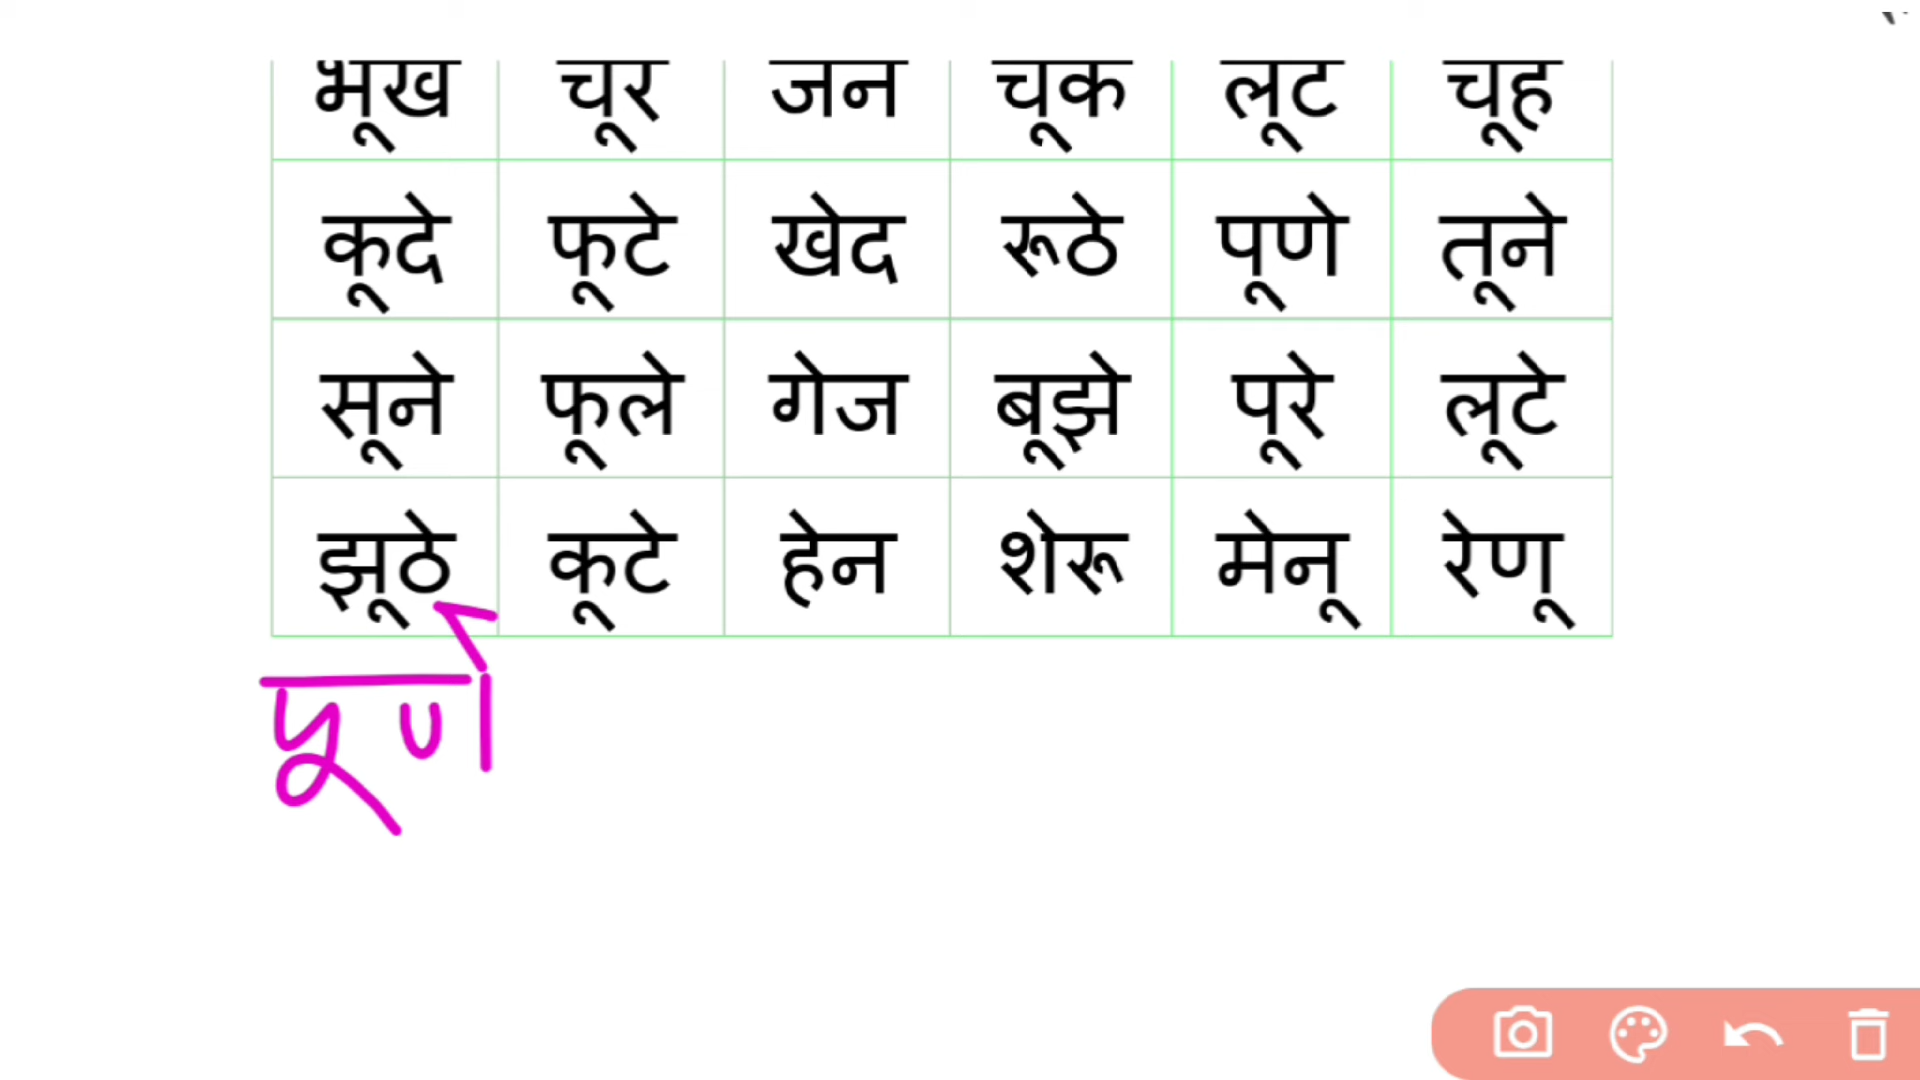 भूख चूर जन चूक लूट चूह
कूदे फूटे खेद रूठे पूणे तूने
सूने फूले गेज बूझे पूरे लूटे
झूठे कूटे हेन शेरू मेनू रेणू
पूणे